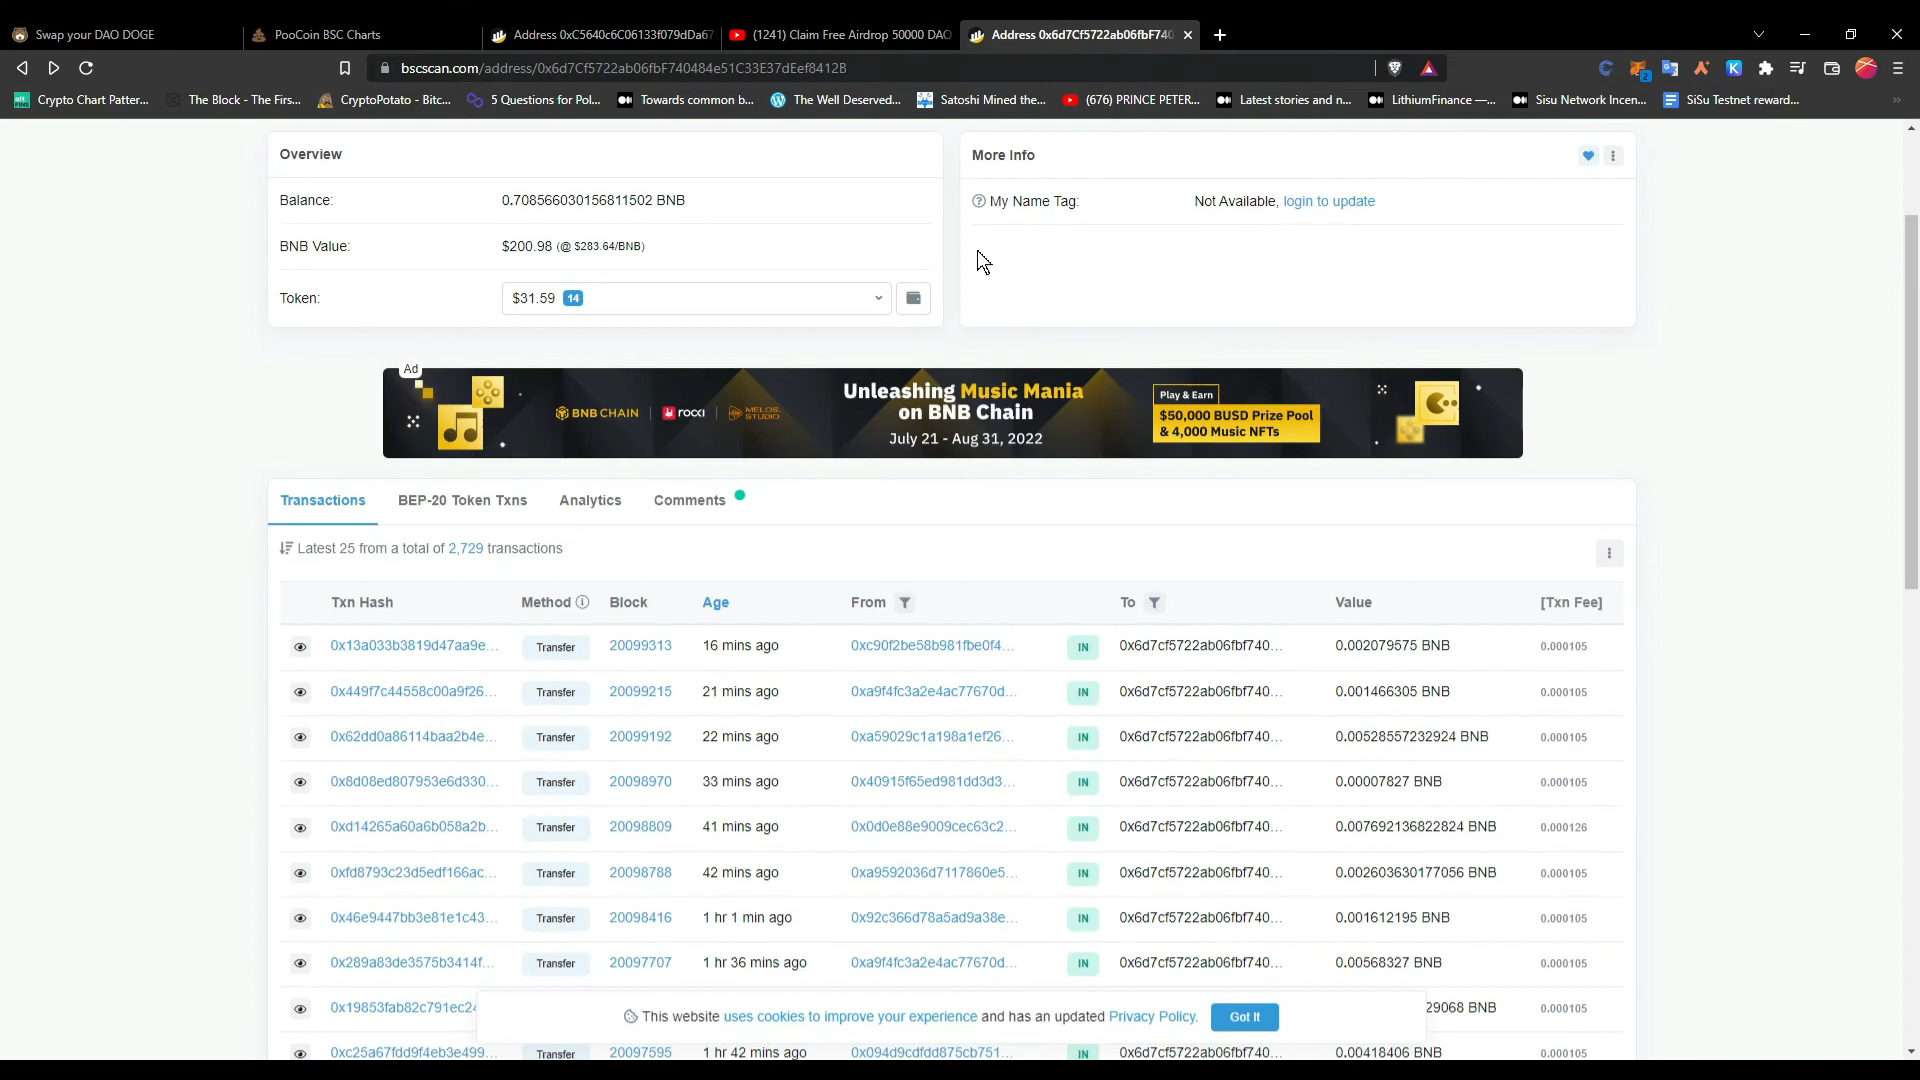 Swap your DAO DOGE
PooCoin BSC Charts
Address 0xC5640c6C06133f079dDa67
(1241) Claim Free Airdrop 50000 DAO
Address 0x6d7Cf5722ab06fbF740
bscscan.com/address/0x6d7Cf5722ab06fbF740484e51C33E37dEef8412B
2
K
Crypto Chart Patter...
The Block - The Firs...
CryptoPotato - Bitc...
5 Questions for Pol...
Towards common b...
The Well Deserved...
Satoshi Mined the...
(676) PRINCE PETER...
Latest stories and n...
LithiumFinance —...
Sisu Network Incen...
SiSu Testnet reward...
Overview
Balance: 0.708566030156811502 BNB
BNB Value: $200.98 (@ $283.64/BNB)
Token: $31.59 14
More Info
My Name Tag: Not Available, login to update
Ad
BNB CHAIN
rocki
MELOS STUDIO
Unleashing Music Mania
on BNB Chain
July 21 - Aug 31, 2022
Play & Earn
$50,000 BUSD Prize Pool
& 4,000 Music NFTs
Transactions BEP-20 Token Txns Analytics Comments
Latest 25 from a total of 2,729 transactions
Txn Hash Method Block Age From To Value [Txn Fee]
0x13a033b3819d47aa9e... Transfer 20099313 16 mins ago 0xc90f2be58b981fbe0f4... IN 0x6d7cf5722ab06fbf740... 0.002079575 BNB 0.000105
0x449f7c44558c00a9f26... Transfer 20099215 21 mins ago 0xa9f4fc3a2e4ac77670d... IN 0x6d7cf5722ab06fbf740... 0.001466305 BNB 0.000105
0x62dd0a86114baa2b4e... Transfer 20099192 22 mins ago 0xa59029c1a198a1ef26... IN 0x6d7cf5722ab06fbf740... 0.00528557232924 BNB 0.000105
0x8d08ed807953e6d330... Transfer 20098970 33 mins ago 0x40915f65ed981dd3d3... IN 0x6d7cf5722ab06fbf740... 0.00007827 BNB 0.000105
0xd14265a60a6b058a2b... Transfer 20098809 41 mins ago 0x0d0e88e9009cec63c2... IN 0x6d7cf5722ab06fbf740... 0.007692136822824 BNB 0.000126
0xfd8793c23d5edf166ac... Transfer 20098788 42 mins ago 0xa9592036d7117860e5... IN 0x6d7cf5722ab06fbf740... 0.002603630177056 BNB 0.000105
0x46e9447bb3e81e1c43... Transfer 20098416 1 hr 1 min ago 0x92c366d78a5ad9a38e... IN 0x6d7cf5722ab06fbf740... 0.001612195 BNB 0.000105
0x289a83de3575b3414f... Transfer 20097707 1 hr 36 mins ago 0xa9f4fc3a2e4ac77670d... IN 0x6d7cf5722ab06fbf740... 0.00568327 BNB 0.000105
0x19853fab82c791ec24 29068 BNB 0.000105
This website uses cookies to improve your experience and has an updated Privacy Policy. Got It
0xc25a67fdd9f4eb3e499... Transfer 20097595 1 hr 42 mins ago 0x094d9cdfdd875cb751... IN 0x6d7cf5722ab06fbf740... 0.00418406 BNB 0.000105